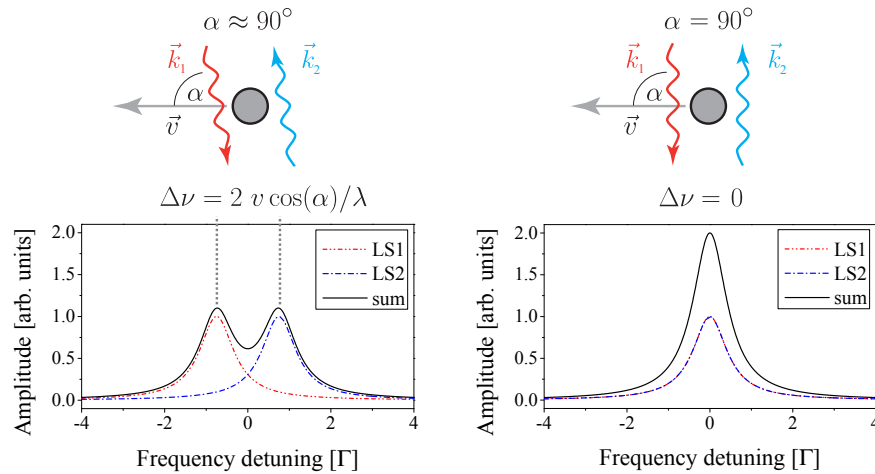 α ≈ 90°
k⃗₁
k⃗₂
α
v⃗
Δν = 2 v cos(α)/λ
Amplitude [arb. units]
2.0
1.5
1.0
0.5
0.0
LS1
LS2
sum
-4
-2
0
2
4
Frequency detuning [Γ]
α = 90°
k⃗₁
k⃗₂
α
v⃗
Δν = 0
Amplitude [arb. units]
2.0
1.5
1.0
0.5
0.0
LS1
LS2
sum
-4
-2
0
2
4
Frequency detuning [Γ]